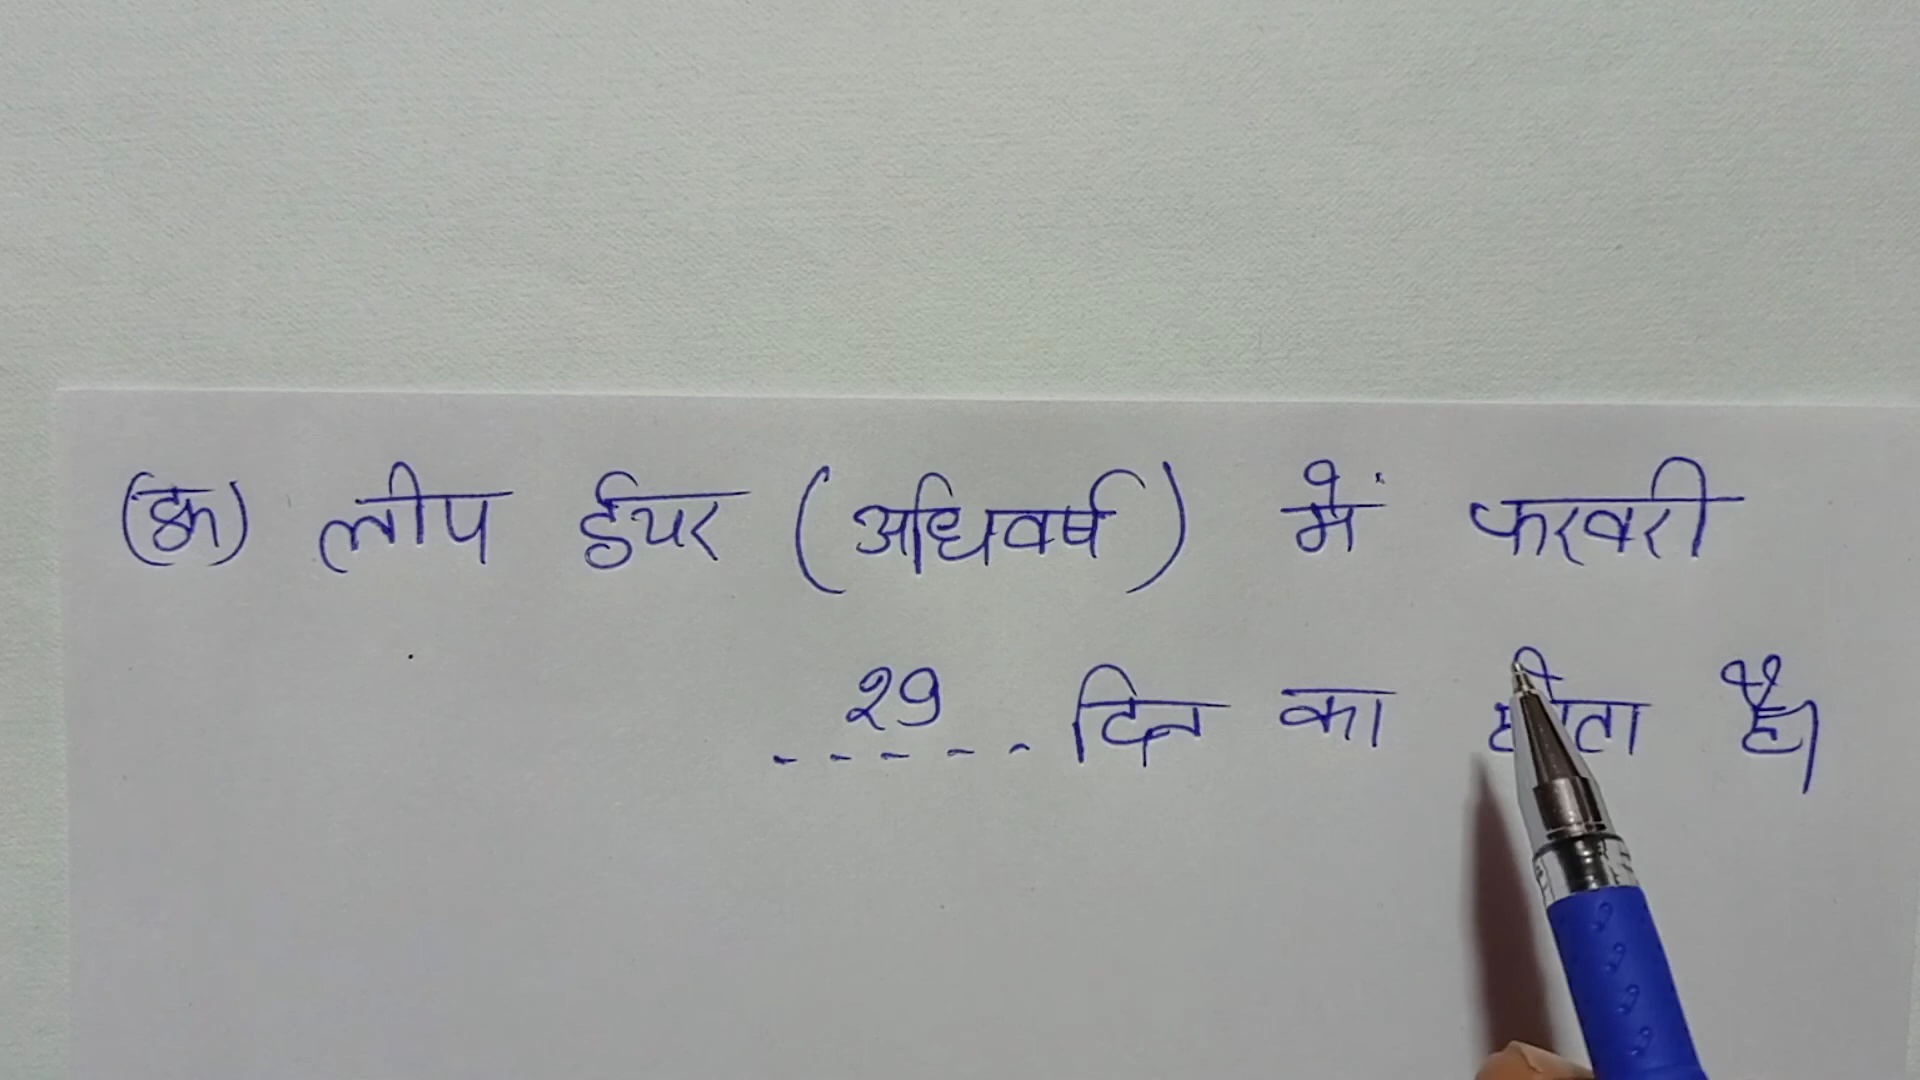 (क) लीप ईयर (अधिवर्ष) में फरवरी
29 दिन का होता है।